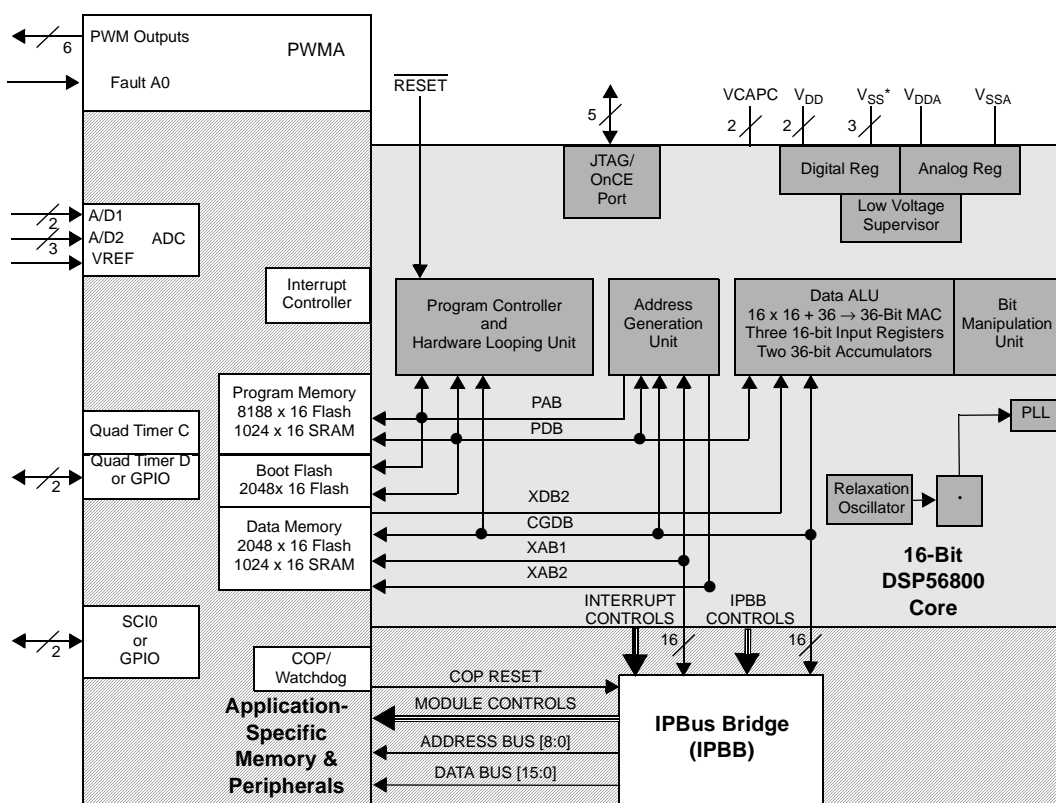 PWM Outputs
6
PWMA
Fault A0
RESET
5
VCAPC
VDD
VSS*
VDDA
VSSA
2
2
3
JTAG/
OnCE
Port
Digital Reg
Analog Reg
Low Voltage
Supervisor
A/D1
2
A/D2
3
ADC
VREF
Interrupt
Controller
Program Controller
and
Hardware Looping Unit
Address
Generation
Unit
Data ALU
16 x 16 + 36 → 36-Bit MAC
Three 16-bit Input Registers
Two 36-bit Accumulators
Bit
Manipulation
Unit
Program Memory
8188 x 16 Flash
1024 x 16 SRAM
PAB
PDB
PLL
Quad Timer C
Quad Timer D
or GPIO
2
Boot Flash
2048x 16 Flash
XDB2
Relaxation
Oscillator
.
Data Memory
2048 x 16 Flash
1024 x 16 SRAM
CGDB
XAB1
XAB2
16-Bit
DSP56800
Core
INTERRUPT
CONTROLS
IPBB
CONTROLS
16
16
SCI0
or
GPIO
2
COP/
Watchdog
COP RESET
MODULE CONTROLS
ADDRESS BUS [8:0]
DATA BUS [15:0]
Application-
Specific
Memory &
Peripherals
IPBus Bridge
(IPBB)